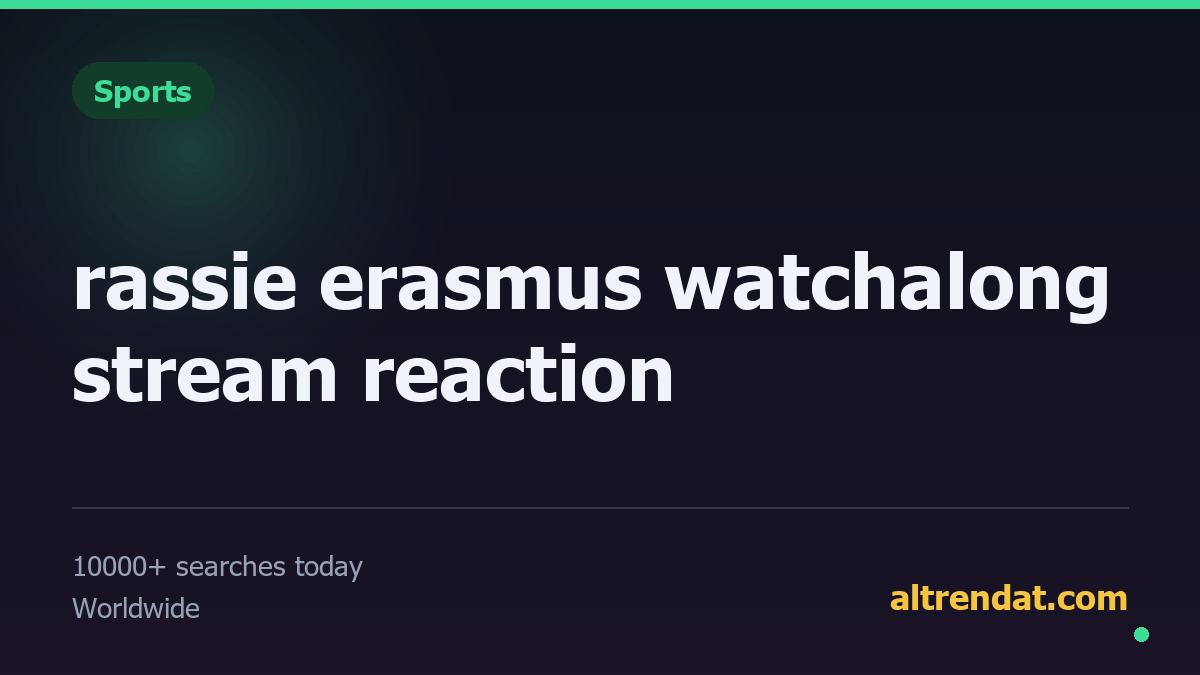 Sports
rassie erasmus watchalong
stream reaction
10000+ searches today
Worldwide
altrendat.com